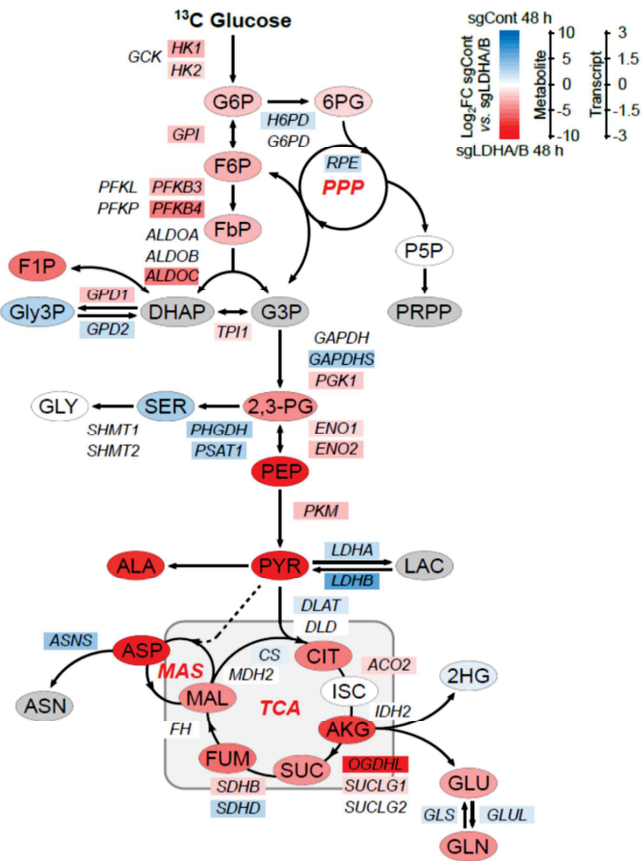 ¹³C Glucose
sgCont 48 h
Log₂FC sgCont
vs. sgLDHA/B
Metabolite
Transcript
10
5
0
-5
-10
3
2
1
0
-1
-2
-3
sgLDHA/B 48 h
GCK
HK1
HK2
G6P
6PG
GPI
H6PD
G6PD
F6P
RPE
PPP
PFKL
PFKB3
PFKP
PFKB4
FbP
P5P
ALDOA
ALDOB
ALDOC
F1P
GPD1
Gly3P
DHAP
G3P
PRPP
GPD2
TPI1
GAPDH
GAPDHS
PGK1
GLY
SER
2,3-PG
SHMT1
SHMT2
PHGDH
PSAT1
ENO1
ENO2
PEP
PKM
ALA
PYR
LDHA
LDHB
LAC
DLAT
DLD
ASNS
ASP
MAS
CS
MDH2
CIT
ACO2
ISC
2HG
ASN
MAL
TCA
IDH2
AKG
FH
FUM
SUC
OGDHL
SUCLG1
SUCLG2
SDHB
SDHD
GLU
GLS
GLUL
GLN